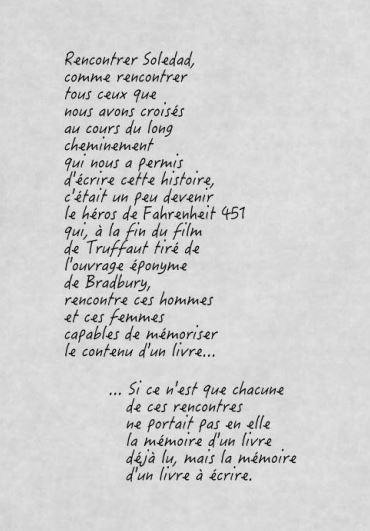 Rencontrer Soledad,
comme rencontrer
tous ceux que
nous avons croisés
au cours du long
cheminement
qui nous a permis
d'écrire cette histoire,
c'était un peu devenir
le héros de Fahrenheit 451
qui, à la fin du film
de Truffaut tiré de
l'ouvrage éponyme
de Bradbury,
rencontre ces hommes
et ces femmes
capables de mémoriser
le contenu d'un livre...
... Si ce n'est que chacune
de ces rencontres
ne portait pas en elle
la mémoire d'un livre
déjà lu, mais la mémoire
d'un livre à écrire.